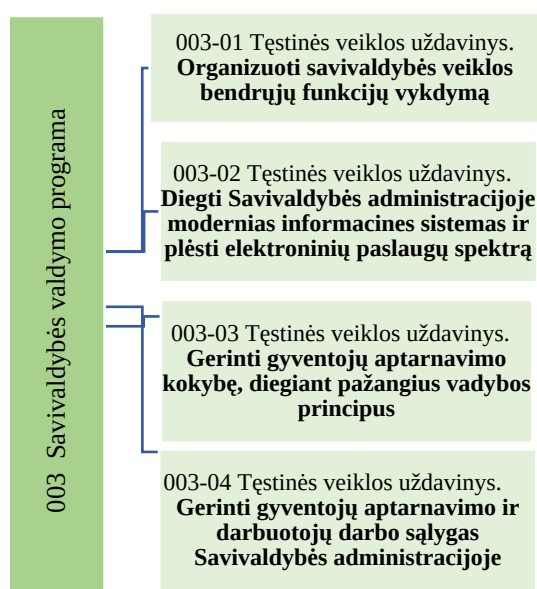 003 Savivaldybės valdymo programa
003-01 Tęstinės veiklos uždavinys.
Organizuoti savivaldybės veiklos
bendrųjų funkcijų vykdymą
003-02 Tęstinės veiklos uždavinys.
Diegti Savivaldybės administracijoje
modernias informacines sistemas ir
plėsti elektroninių paslaugų spektrą
003-03 Tęstinės veiklos uždavinys.
Gerinti gyventojų aptarnavimo
kokybę, diegiant pažangius vadybos
principus
003-04 Tęstinės veiklos uždavinys.
Gerinti gyventojų aptarnavimo ir
darbuotojų darbo sąlygas
Savivaldybės administracijoje